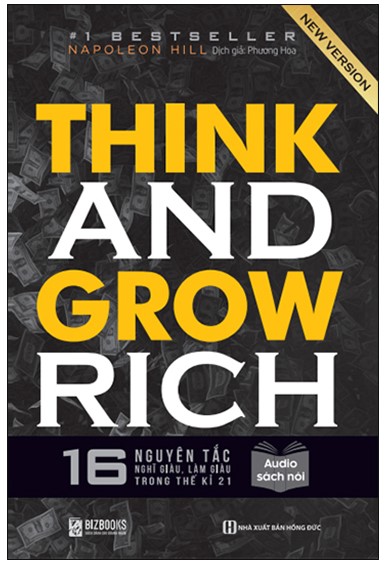 #1 BESTSELLER
NAPOLEON HILL Dịch giả: Phương Hoa
NEW VERSION
THINK
AND
GROW
RICH
16 NGUYÊN TẮC
NGHĨ GIÀU, LÀM GIÀU
TRONG THẾ KỈ 21
Audio
sách nói
BIZBOOKS
NHÀ XUẤT BẢN HỒNG ĐỨC